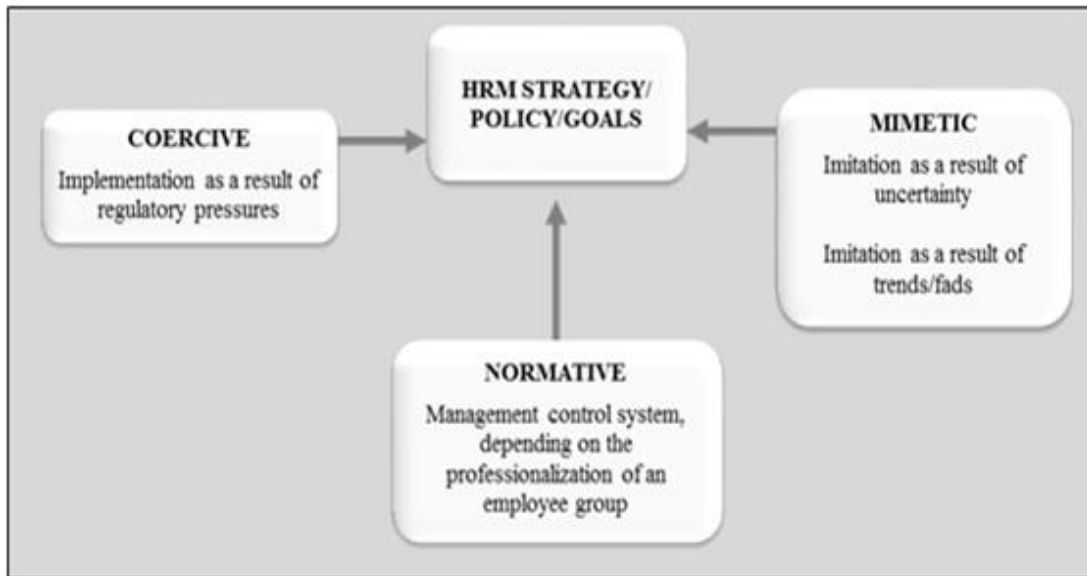 HRM STRATEGY/
POLICY/GOALS
COERCIVE
Implementation as a result of
regulatory pressures
MIMETIC
Imitation as a result of
uncertainty
Imitation as a result of
trends/fads
NORMATIVE
Management control system,
depending on the
professionalization of an
employee group